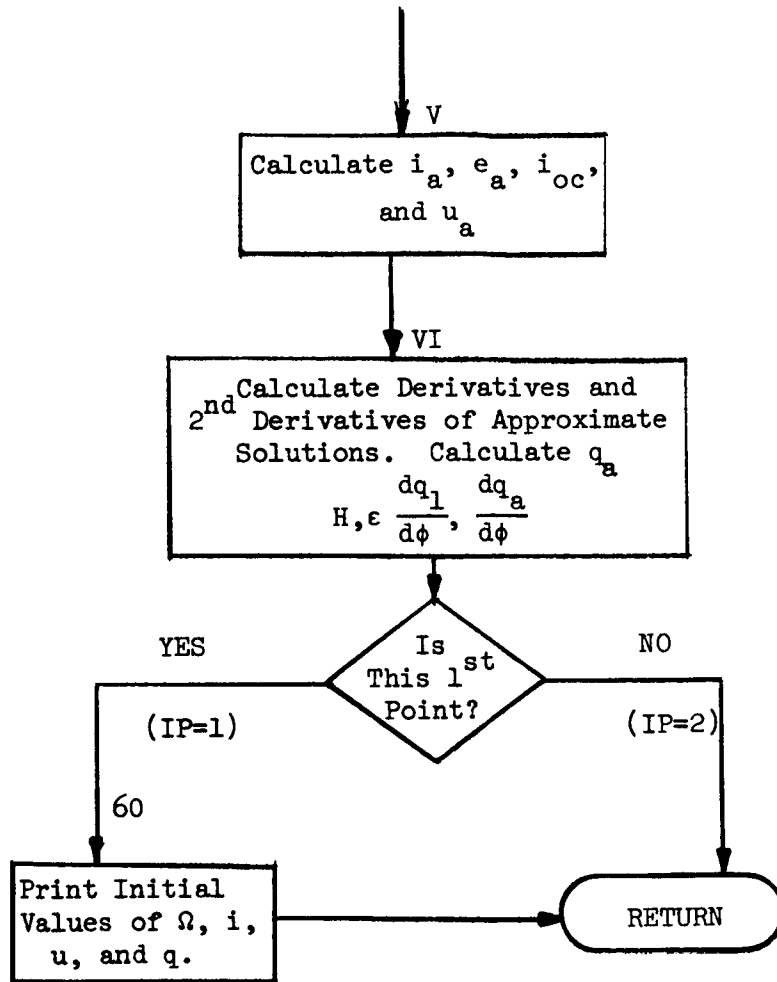 V
Calculate i_a, e_a, i_oc,
and u_a
VI
Calculate Derivatives and
2^nd Derivatives of Approximate
Solutions. Calculate q_a
H, ε dq_1/dϕ, dq_a/dϕ
Is
This 1^st
Point?
YES
NO
(IP=1)
(IP=2)
60
Print Initial
Values of Ω, i,
u, and q.
RETURN